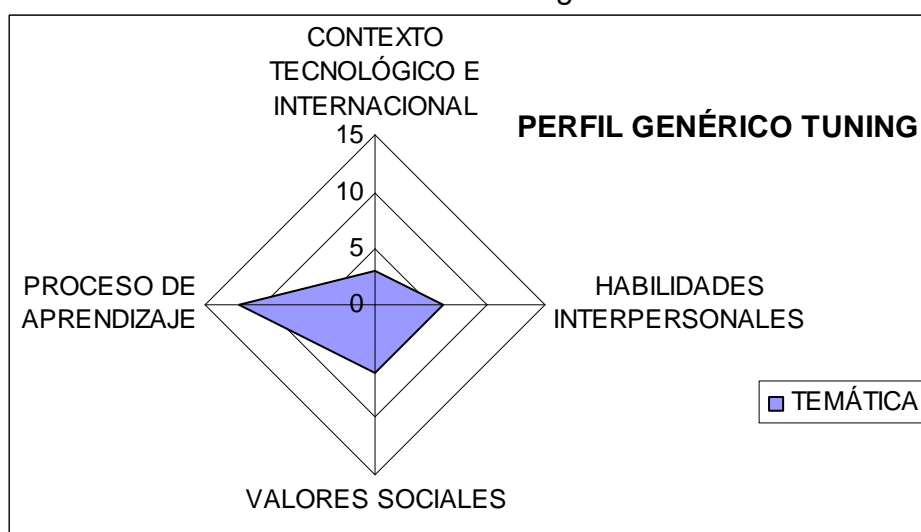 CONTEXTO
TECNOLÓGICO E
INTERNACIONAL
PERFIL GENÉRICO TUNING
15
10
5
0
PROCESO DE
APRENDIZAJE
HABILIDADES
INTERPERSONALES
TEMÁTICA
VALORES SOCIALES